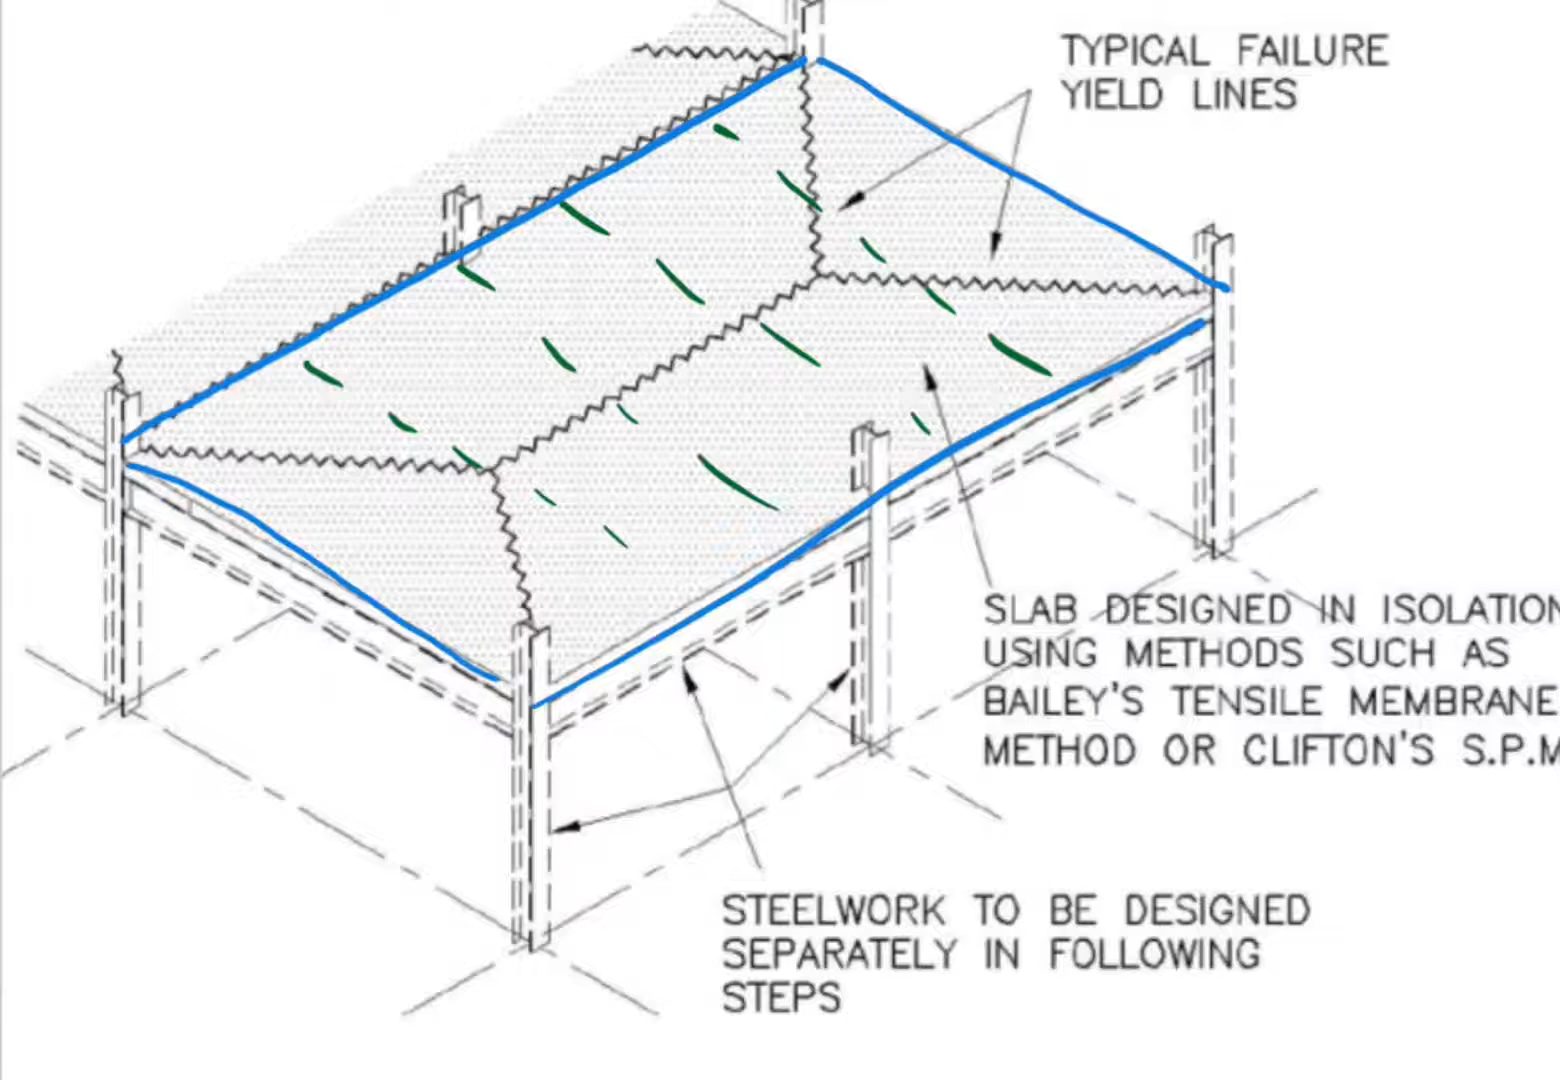 TYPICAL FAILURE
YIELD LINES
SLAB DESIGNED IN ISOLATION
USING METHODS SUCH AS
BAILEY'S TENSILE MEMBRANE
METHOD OR CLIFTON'S S.P.M
STEELWORK TO BE DESIGNED
SEPARATELY IN FOLLOWING
STEPS